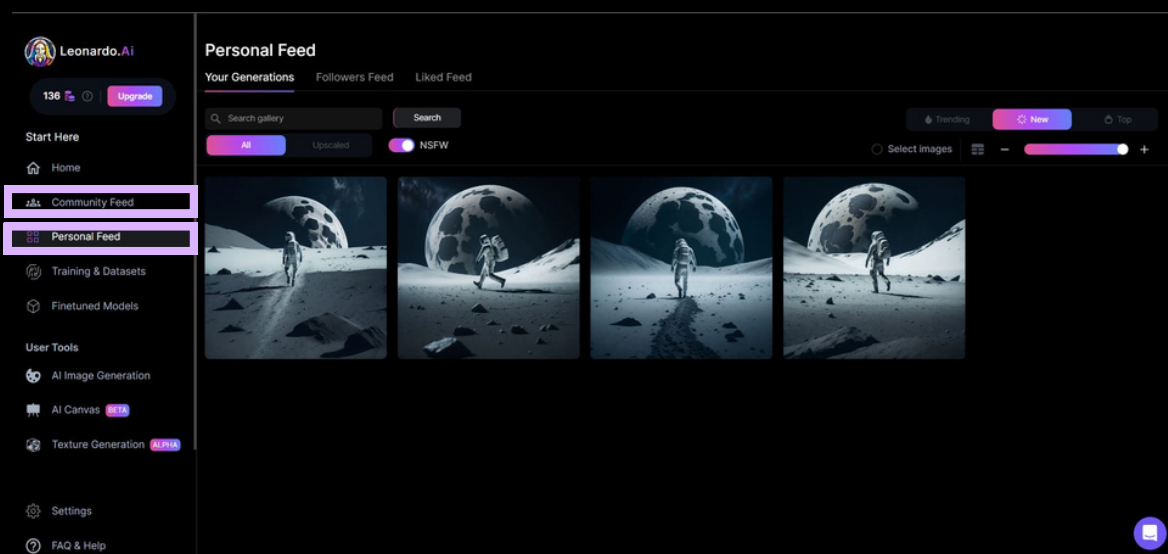 Leonardo.Ai
136
Upgrade
Start Here
Home
Community Feed
Personal Feed
Training & Datasets
Finetuned Models
User Tools
AI Image Generation
AI Canvas BETA
Texture Generation ALPHA
Settings
FAQ & Help
Personal Feed
Your Generations Followers Feed Liked Feed
Search gallery Search
Trending New Top
All Upscaled NSFW
Select images